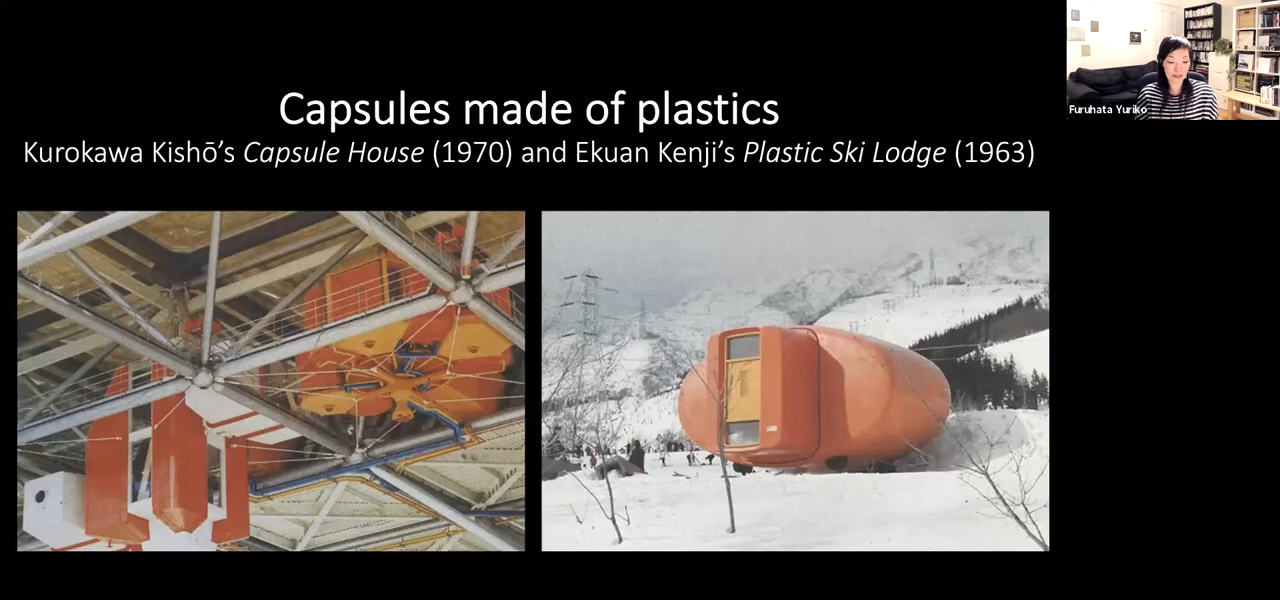 Capsules made of plastics
Kurokawa Kishō's Capsule House (1970) and Ekuan Kenji's Plastic Ski Lodge (1963)
Furuhata Yuriko